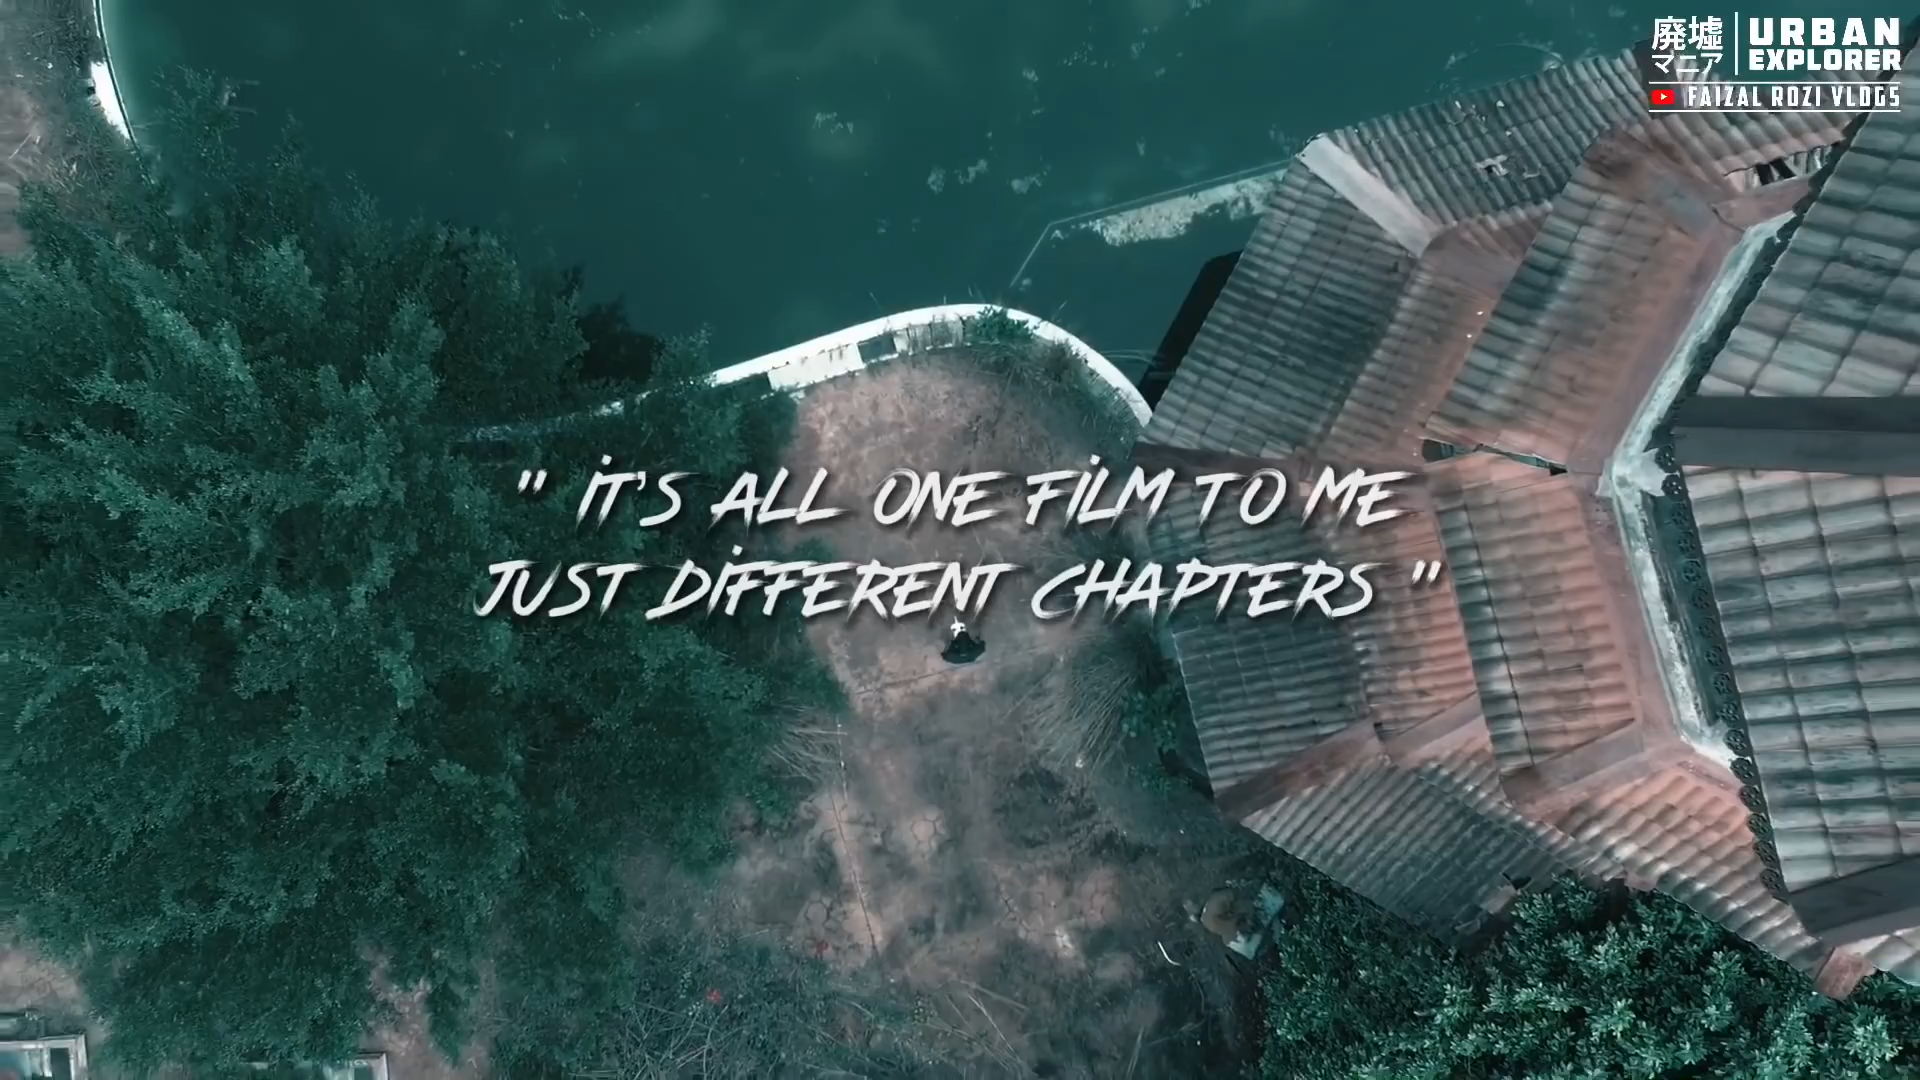 廃墟
マニア
URBAN
EXPLORER
FAIZAL ROZI VLOGS
" IT'S ALL ONE FILM TO ME
JUST DIFFERENT CHAPTERS "